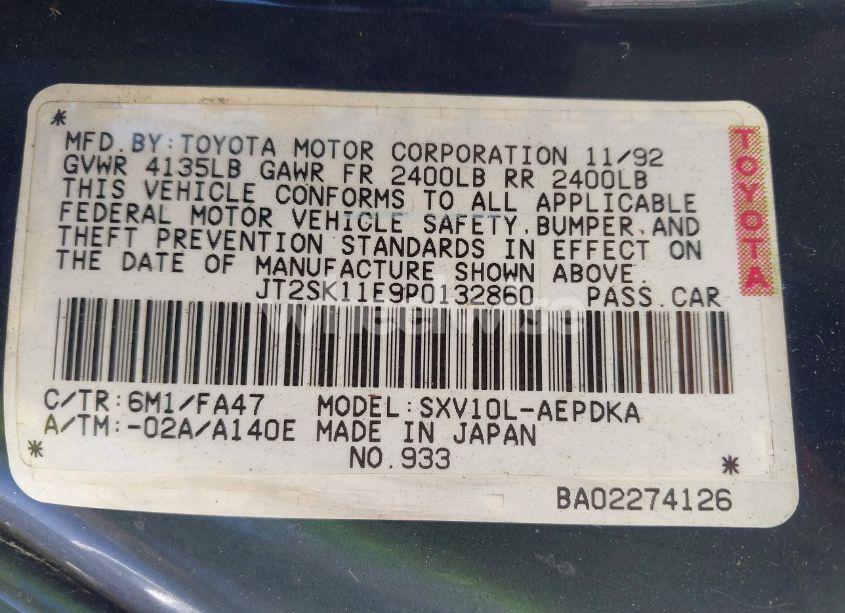 MFD. BY: TOYOTA MOTOR CORPORATION 11/92
GVWR 4135LB GAWR FR 2400LB RR 2400LB
THIS VEHICLE CONFORMS TO ALL APPLICABLE
FEDERAL MOTOR VEHICLE SAFETY, BUMPER, AND
THEFT PREVENTION STANDARDS IN EFFECT ON
THE DATE OF MANUFACTURE SHOWN ABOVE.
JT2SK11E9P0132860 PASS. CAR
C/TR: 6M1/FA47 MODEL: SXV10L-AEPDKA
A/TM: -02A/A140E MADE IN JAPAN
NO. 933
BA02274126
TOYOTA